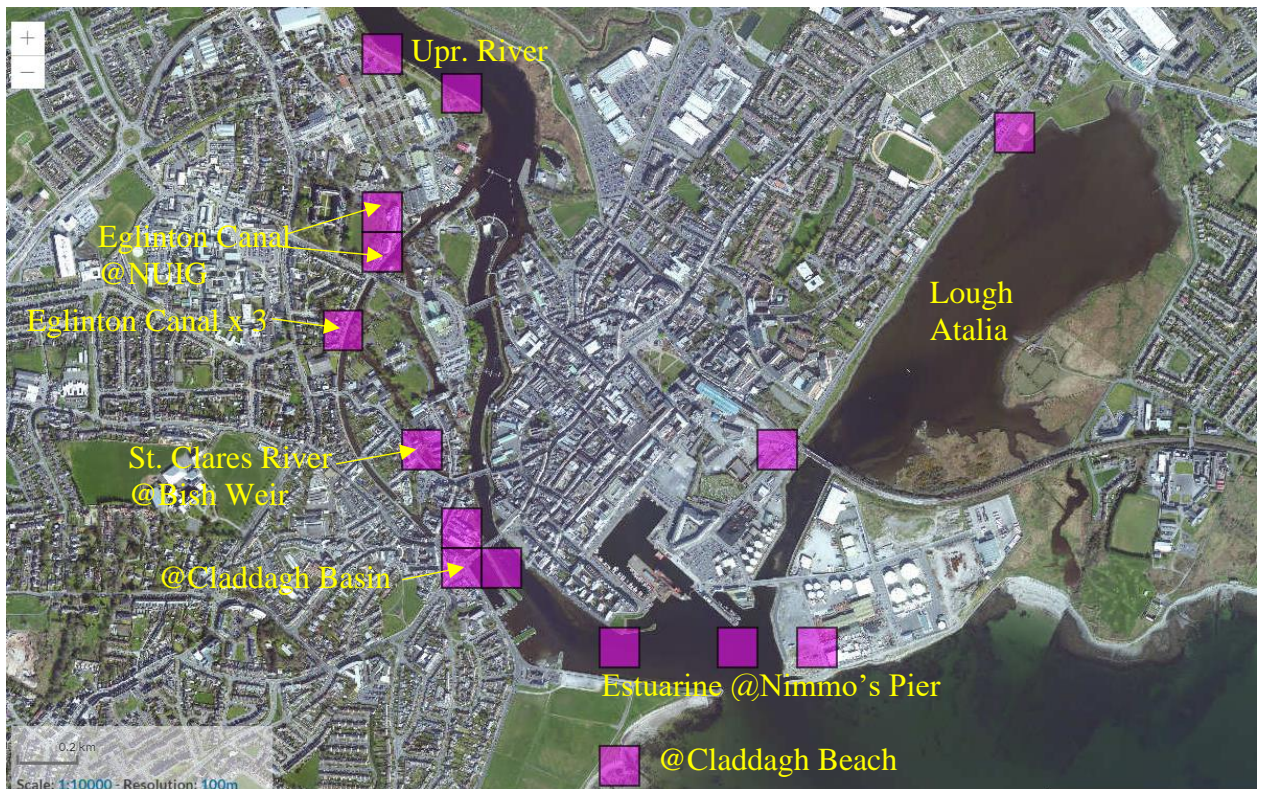 +
Upr. River
−
Eglinton Canal
@NUIG
Lough
Atalia
Eglinton Canal x 3
St. Clares River
@Bish Weir
@Claddagh Basin
Estuarine @Nimmo's Pier
0.2 km
@Claddagh Beach
Scale: 1:10000 - Resolution: 100m